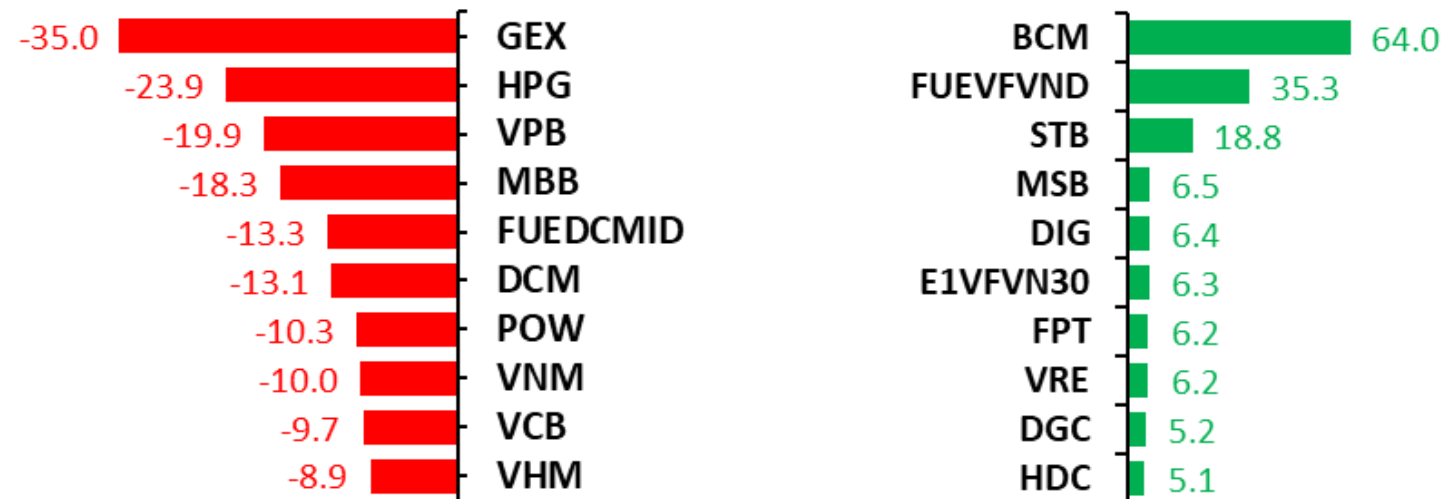 -35.0 GEX BCM 64.0
-23.9 HPG FUEVFVND 35.3
-19.9 VPB STB 18.8
-18.3 MBB MSB 6.5
-13.3 FUEDCMID DIG 6.4
-13.1 DCM E1VFVN30 6.3
-10.3 POW FPT 6.2
-10.0 VNM VRE 6.2
-9.7 VCB DGC 5.2
-8.9 VHM HDC 5.1